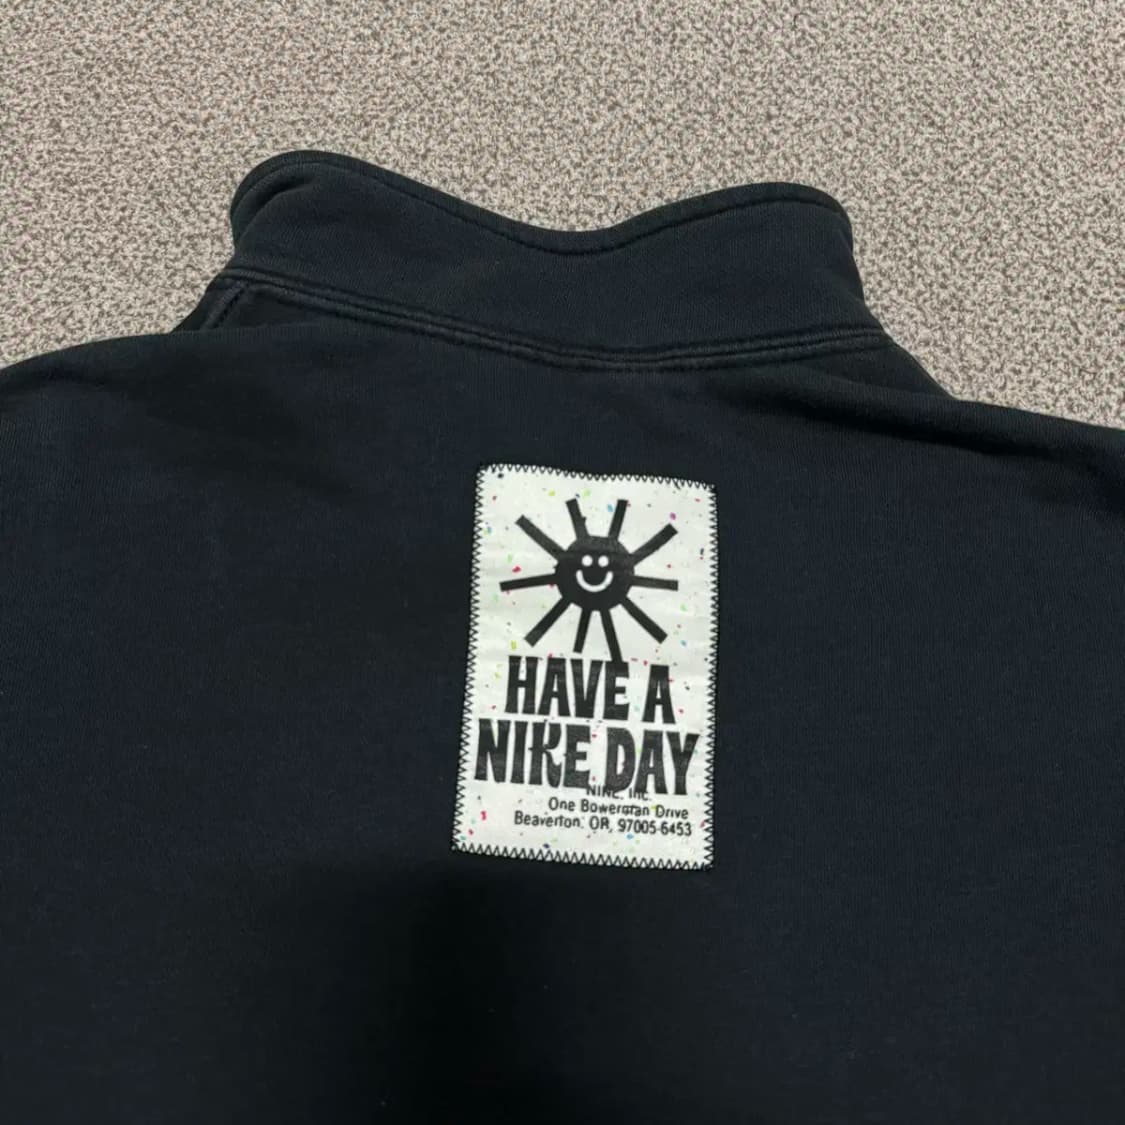 HAVE A
NIKE DAY
NIKE, Inc.
One Bowerman Drive
Beaverton, OR, 97005-6453